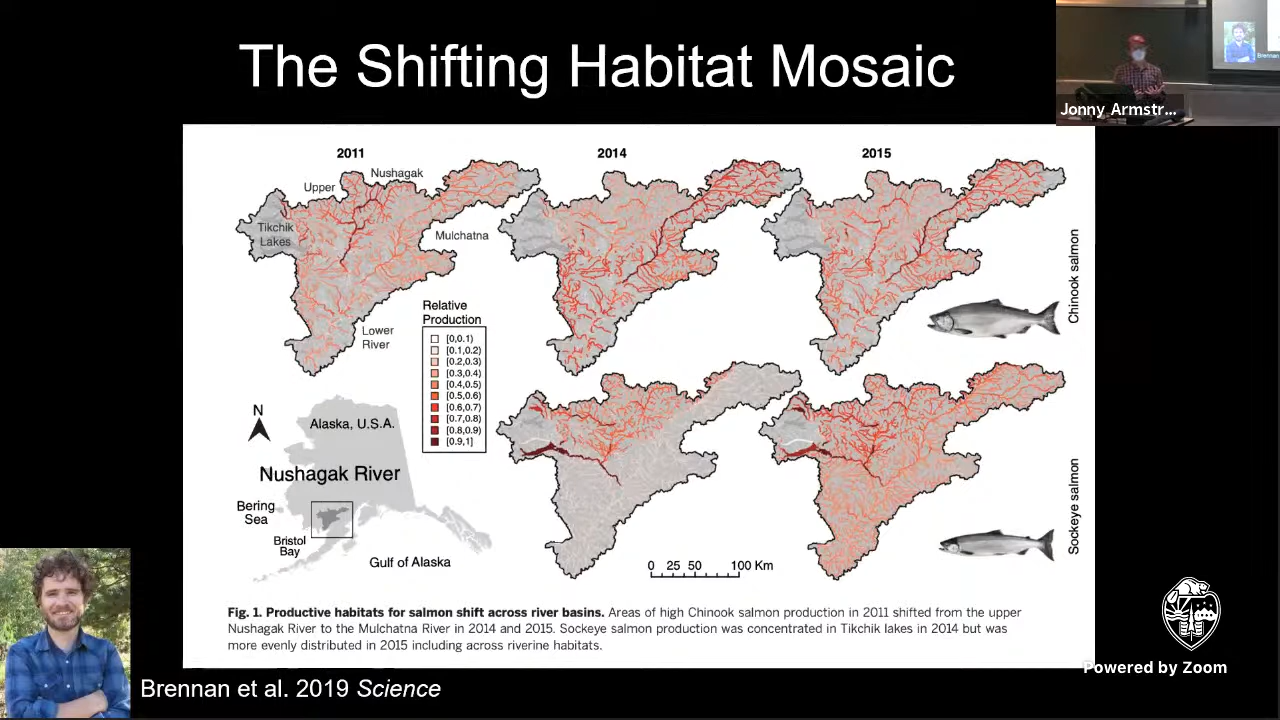 The Shifting Habitat Mosaic
Jonny Armstr...
2011
2014
2015
Upper
Nushagak
Tikchik
Lakes
Mulchatna
Lower
River
Relative
Production
[0,0.1)
[0.1,0.2)
[0.2,0.3)
[0.3,0.4)
[0.4,0.5)
[0.5,0.6)
[0.6,0.7)
[0.7,0.8)
[0.8,0.9)
[0.9,1]
Chinook salmon
N
Alaska, U.S.A.
Nushagak River
Bering
Sea
Bristol
Bay
Gulf of Alaska
0 25 50 100 Km
Sockeye salmon
Fig. 1. Productive habitats for salmon shift across river basins. Areas of high Chinook salmon production in 2011 shifted from the upper
Nushagak River to the Mulchatna River in 2014 and 2015. Sockeye salmon production was concentrated in Tikchik lakes in 2014 but was
more evenly distributed in 2015 including across riverine habitats.
Powered by Zoom
Brennan et al. 2019 Science